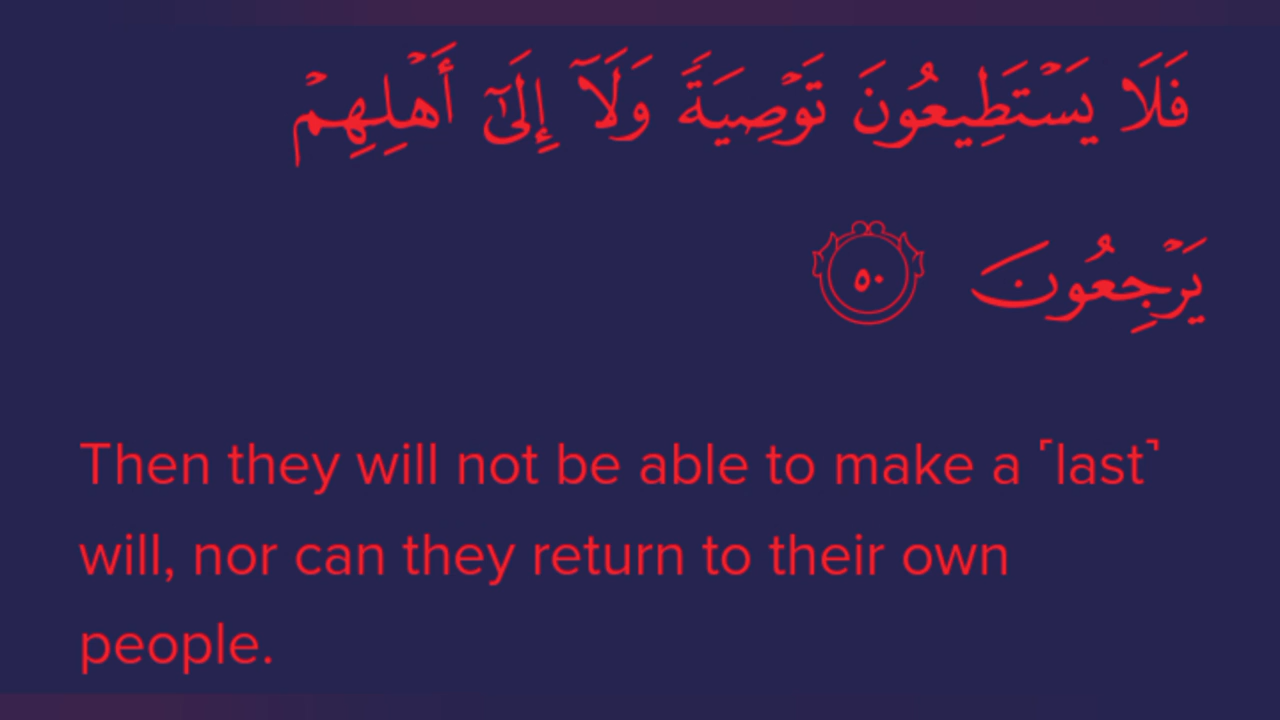 فَلَا يَسْتَطِيعُونَ تَوْصِيَةً وَلَآ إِلَىٰٓ أَهْلِهِمْ
يَرْجِعُونَ ٥٠
Then they will not be able to make a ˹last˺
will, nor can they return to their own
people.